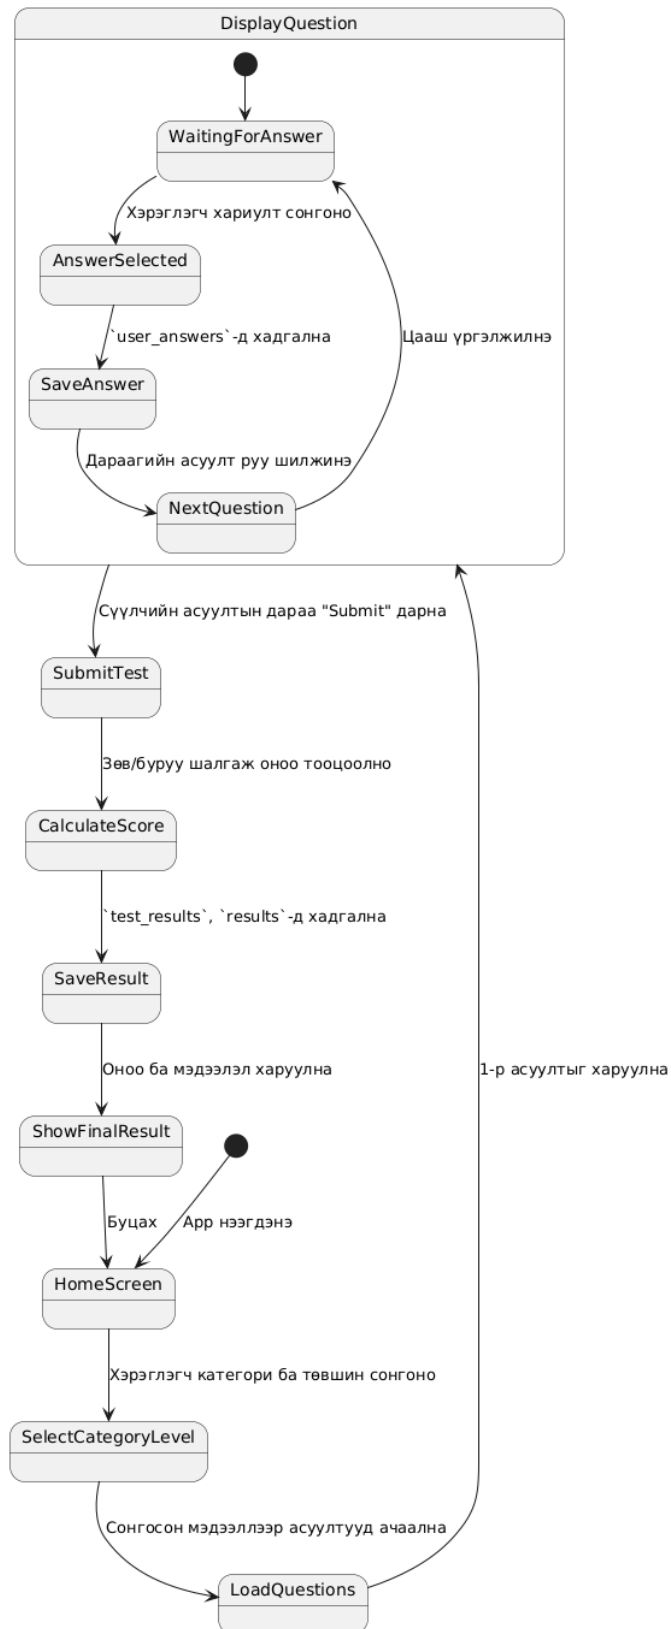 DisplayQuestion
WaitingForAnswer
Хэрэглэгч хариулт сонгоно
AnswerSelected
`user_answers`-д хадгална
Цааш үргэлжилнэ
SaveAnswer
Дараагийн асуулт руу шилжинэ
NextQuestion
Сүүлчийн асуултын дараа "Submit" дарна
SubmitTest
Зөв/буруу шалгаж оноо тооцоолно
CalculateScore
`test_results`, `results`-д хадгална
SaveResult
Оноо ба мэдээлэл харуулна
1-р асуултыг харуулна
ShowFinalResult
Буцах
App нээгдэнэ
HomeScreen
Хэрэглэгч категори ба төвшин сонгоно
SelectCategoryLevel
Сонгосон мэдээллээр асуултууд ачаална
LoadQuestions